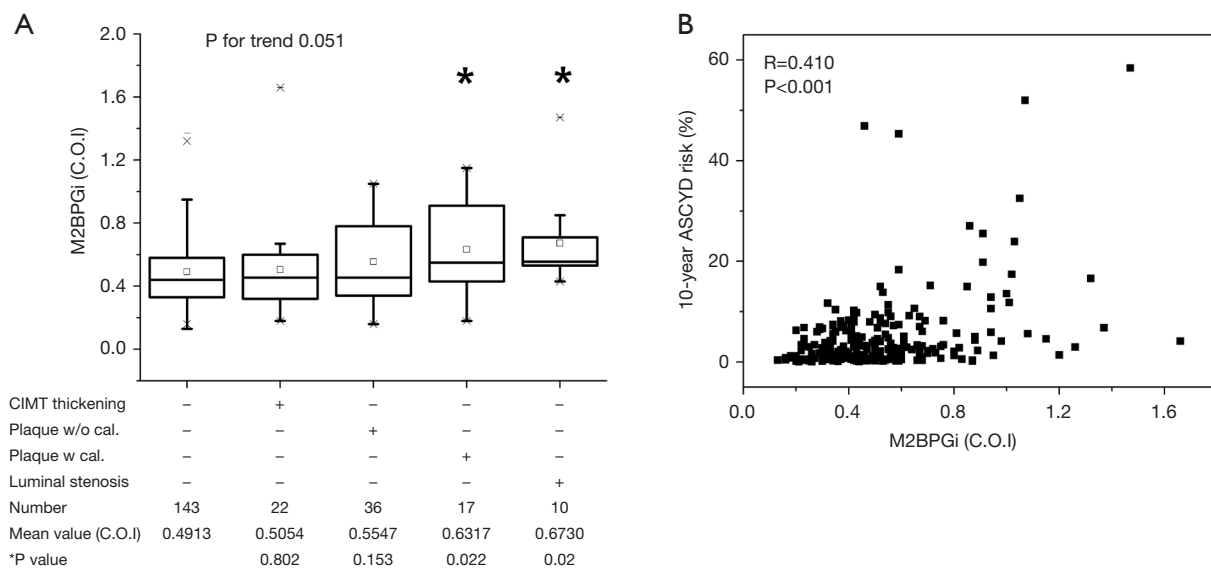 A
P for trend 0.051
2.0
1.6
1.2
0.8
0.4
0.0
M2BPGi (C.O.I)
* *
CIMT thickening – + – – –
Plaque w/o cal. – – + – –
Plaque w cal. – – – + –
Luminal stenosis – – – – +
Number 143 22 36 17 10
Mean value (C.O.I) 0.4913 0.5054 0.5547 0.6317 0.6730
*P value 0.802 0.153 0.022 0.02
B
R=0.410
P<0.001
60
40
20
0
10-year ASCYD risk (%)
0.0 0.4 0.8 1.2 1.6
M2BPGi (C.O.I)